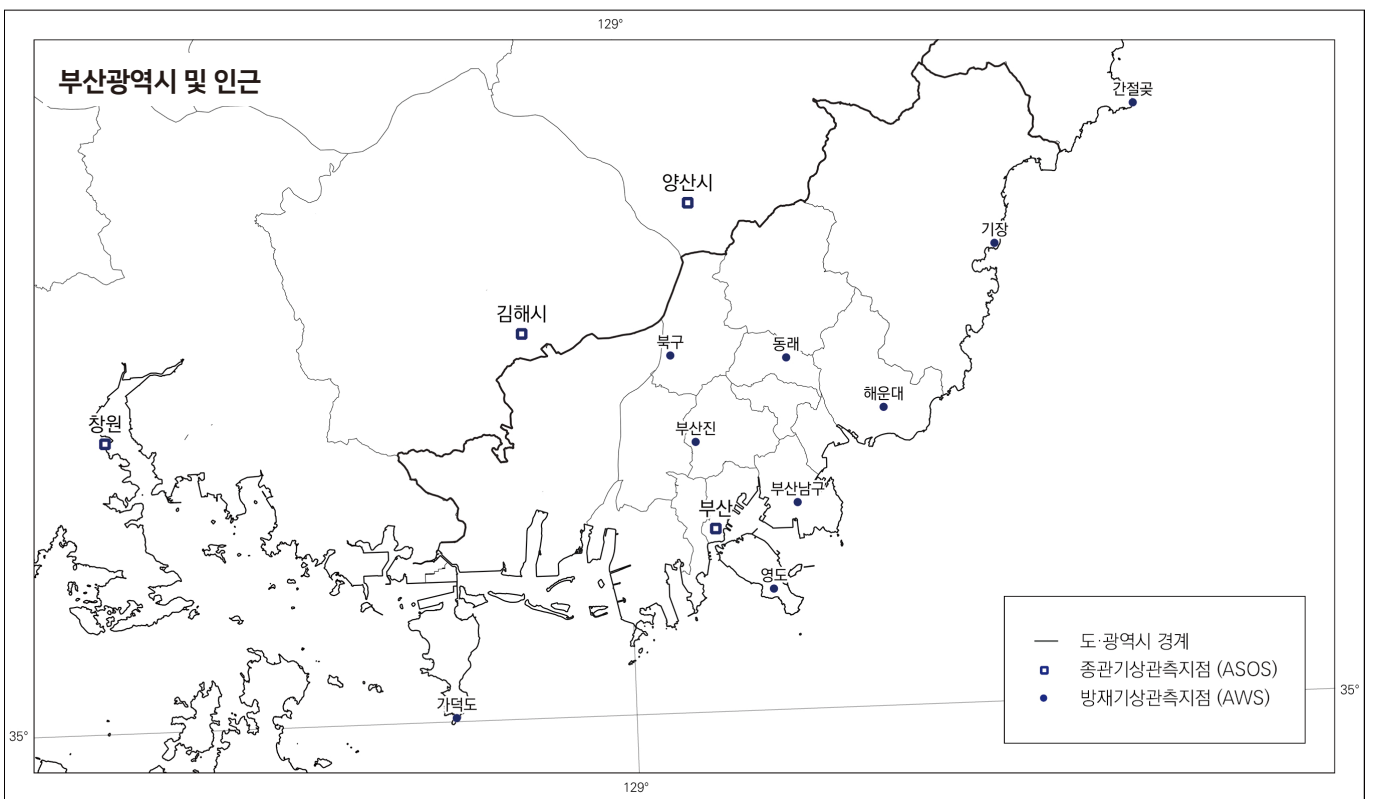 129°
부산광역시 및 인근
간절곶
양산시
기장
김해시
북구
동래
해운대
창원
부산진
부산남구
부산
영도
도·광역시 경계
종관기상관측지점 (ASOS)
방재기상관측지점 (AWS)
35°
가덕도
35°
129°